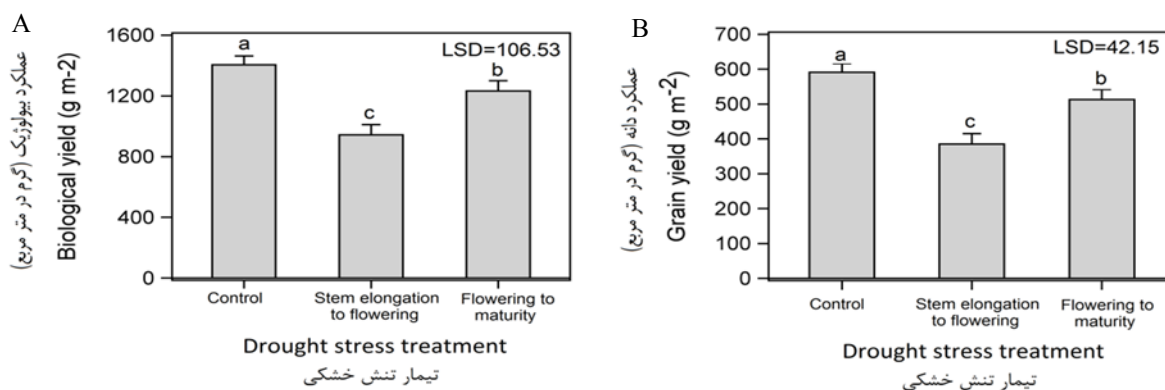 A
عملکرد بیولوژیک (گرم در متر مربع)
Biological yield (g m-2)
1600
1200
800
400
0
LSD=106.53
a
c
b
Control
Stem elongation
to flowering
Flowering to
maturity
Drought stress treatment
تیمار تنش خشکی
B
عملکرد دانه (گرم در متر مربع)
Grain yield (g m⁻²)
700
600
500
400
300
200
100
0
LSD=42.15
a
c
b
Control
Stem elongation
to flowering
Flowering to
maturity
Drought stress treatment
تیمار تنش خشکی